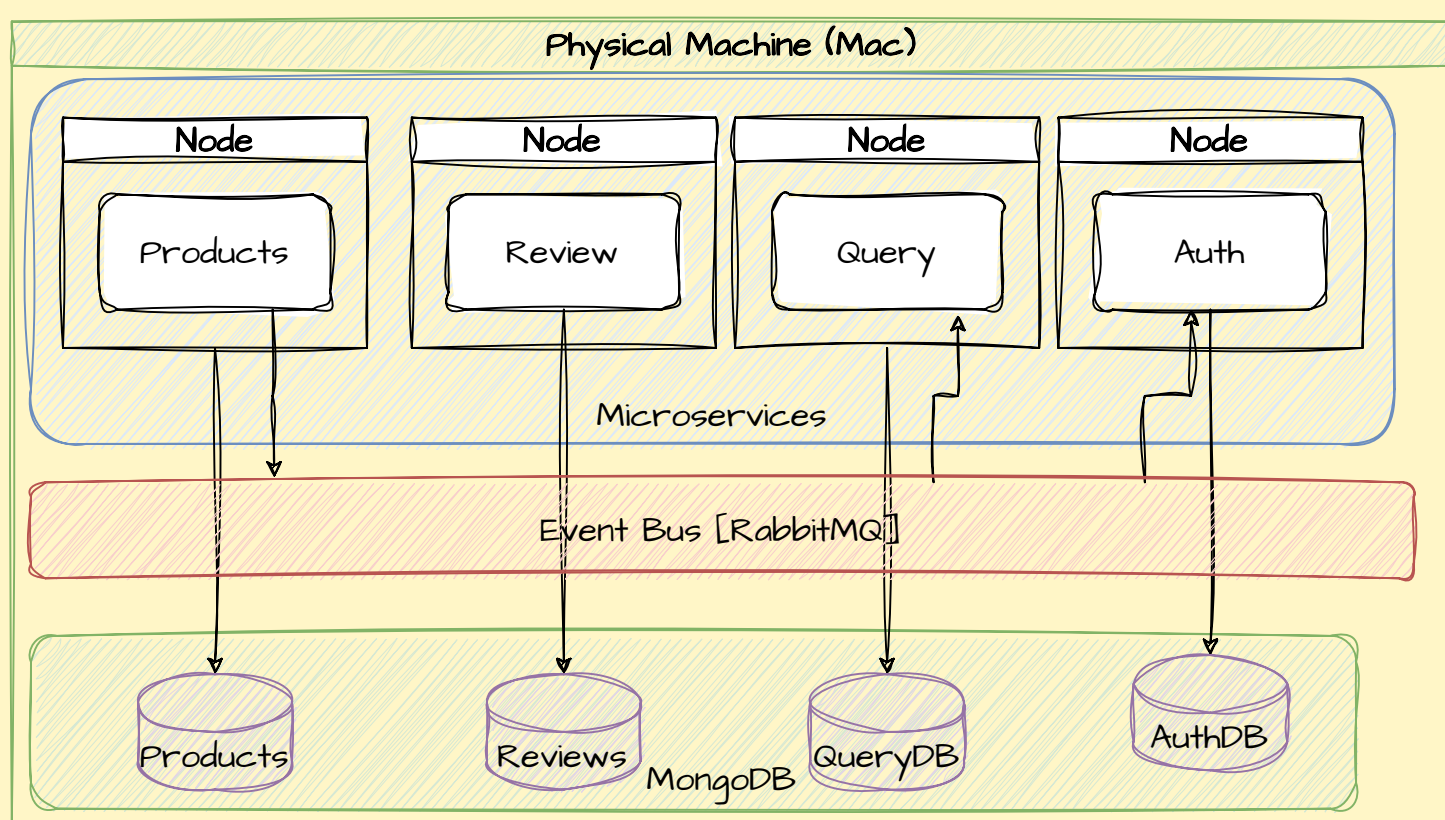 Physical Machine (Mac)
Node
Node
Node
Node
Products
Review
Query
Auth
Microservices
Event Bus [RabbitMQ]
Products
Reviews
QueryDB
AuthDB
MongoDB